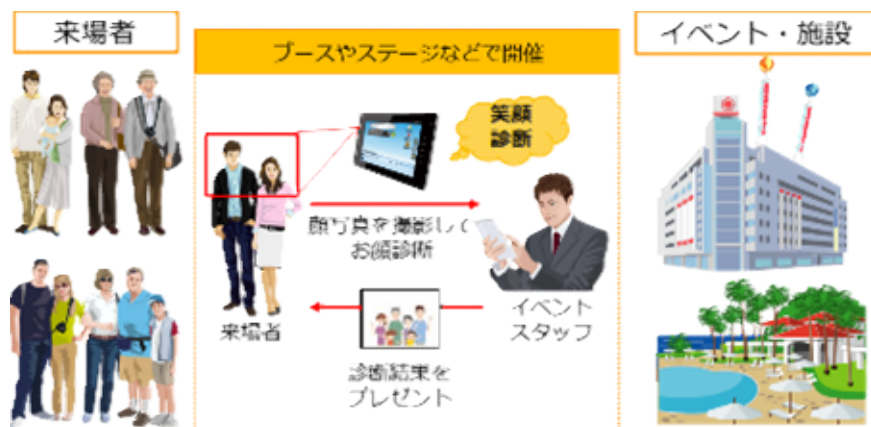 来場者
ブースやステージなどで開催
イベント・施設
笑顔
診断
顔写真を撮影して
お顔診断
来場者
イベント
スタッフ
診断結果を
プレゼント